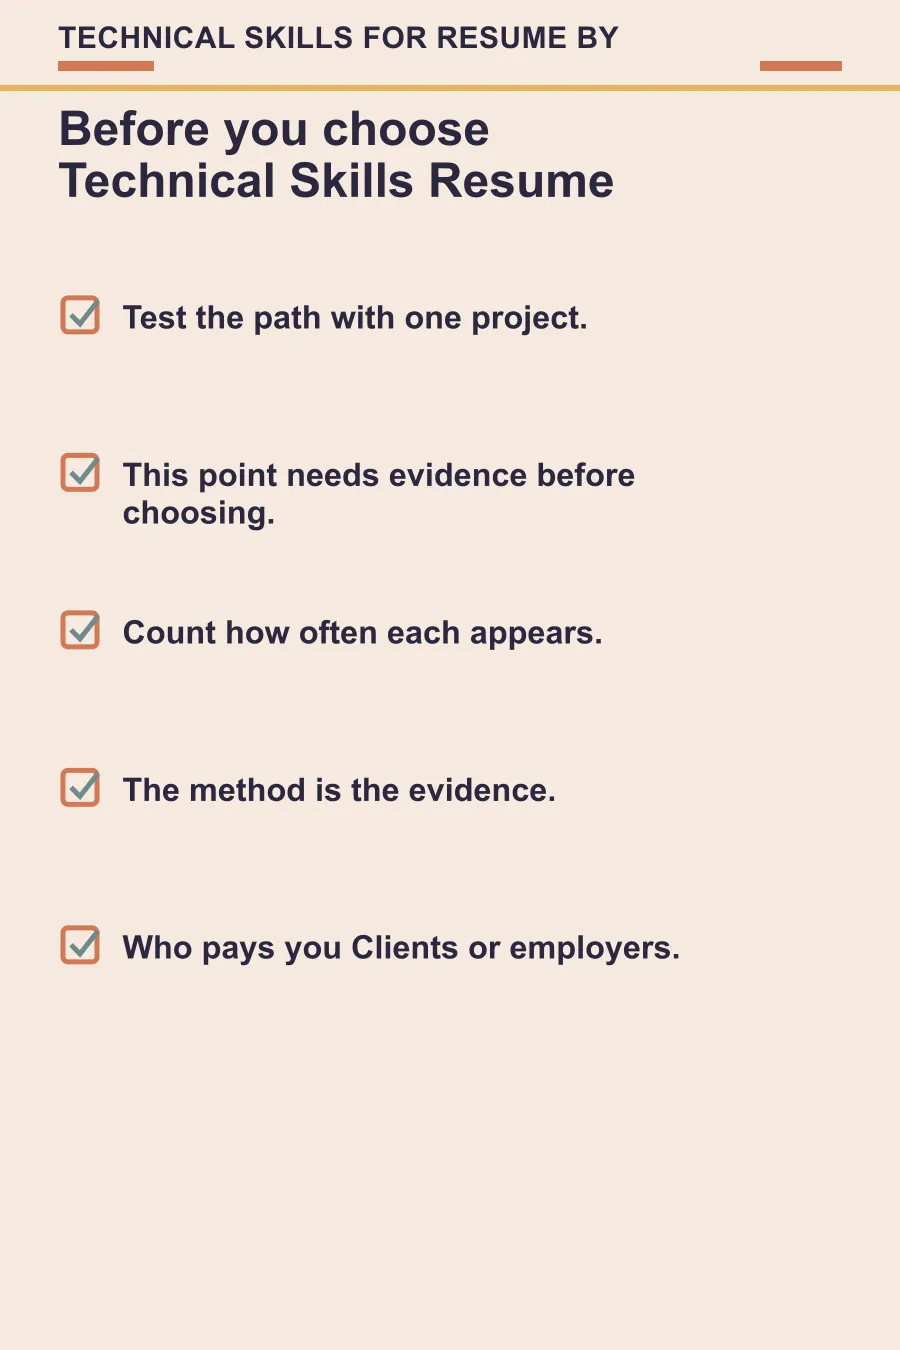 TECHNICAL SKILLS FOR RESUME BY
Before you choose
Technical Skills Resume
Test the path with one project.
This point needs evidence before
choosing.
Count how often each appears.
The method is the evidence.
Who pays you Clients or employers.